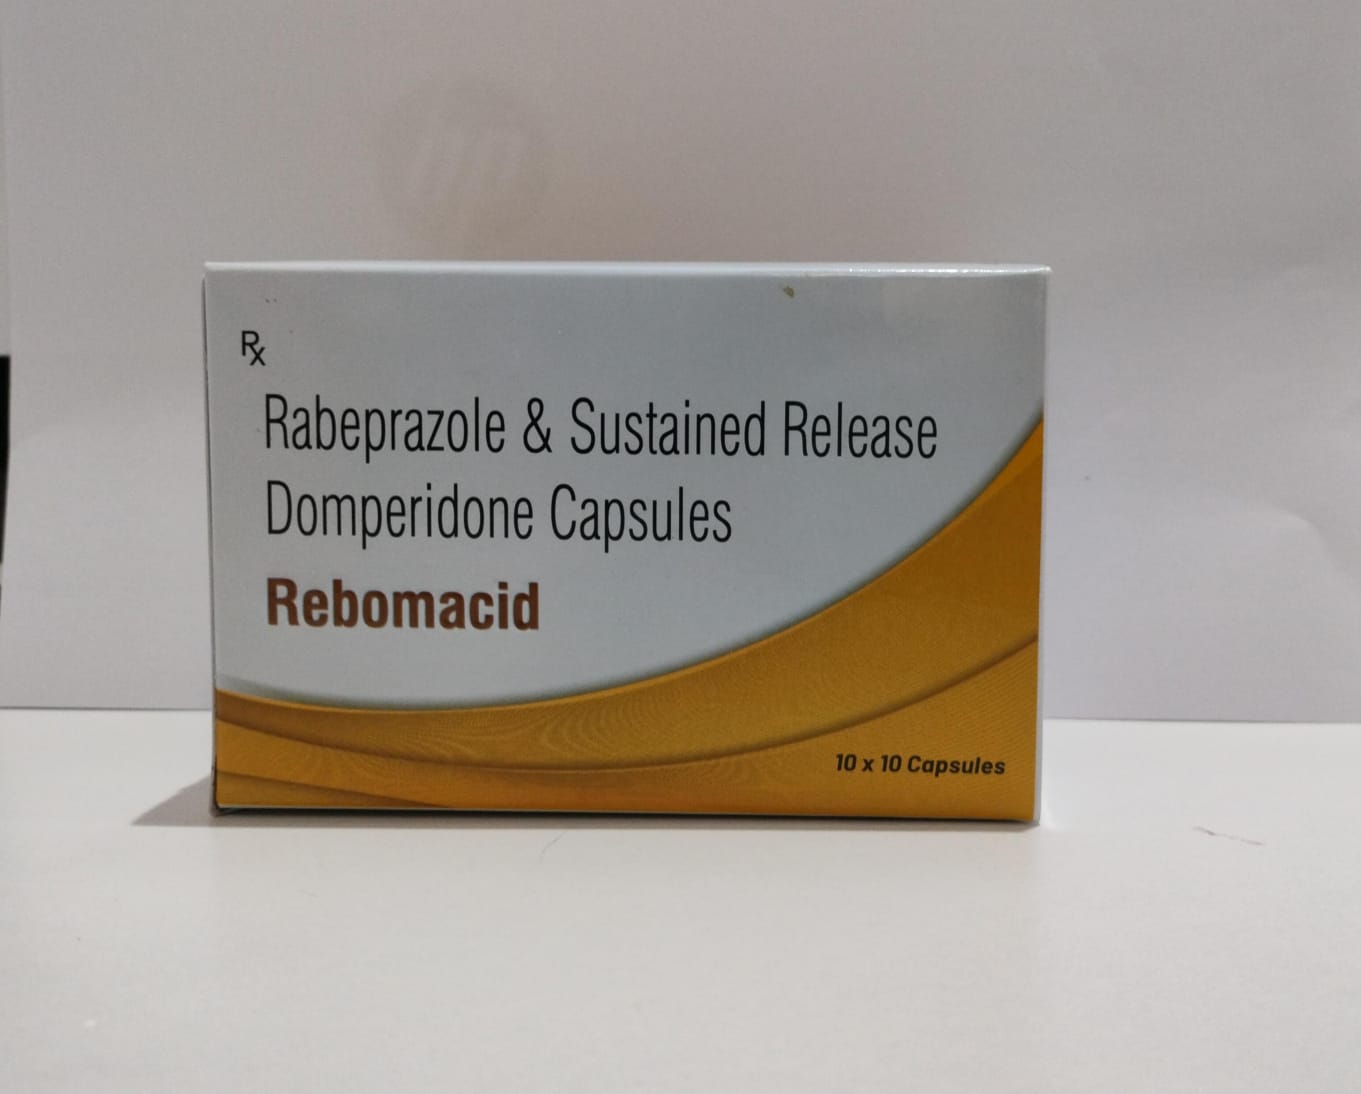 Rx
Rabeprazole & Sustained Release
Domperidone Capsules
Rebomacid
10 x 10 Capsules